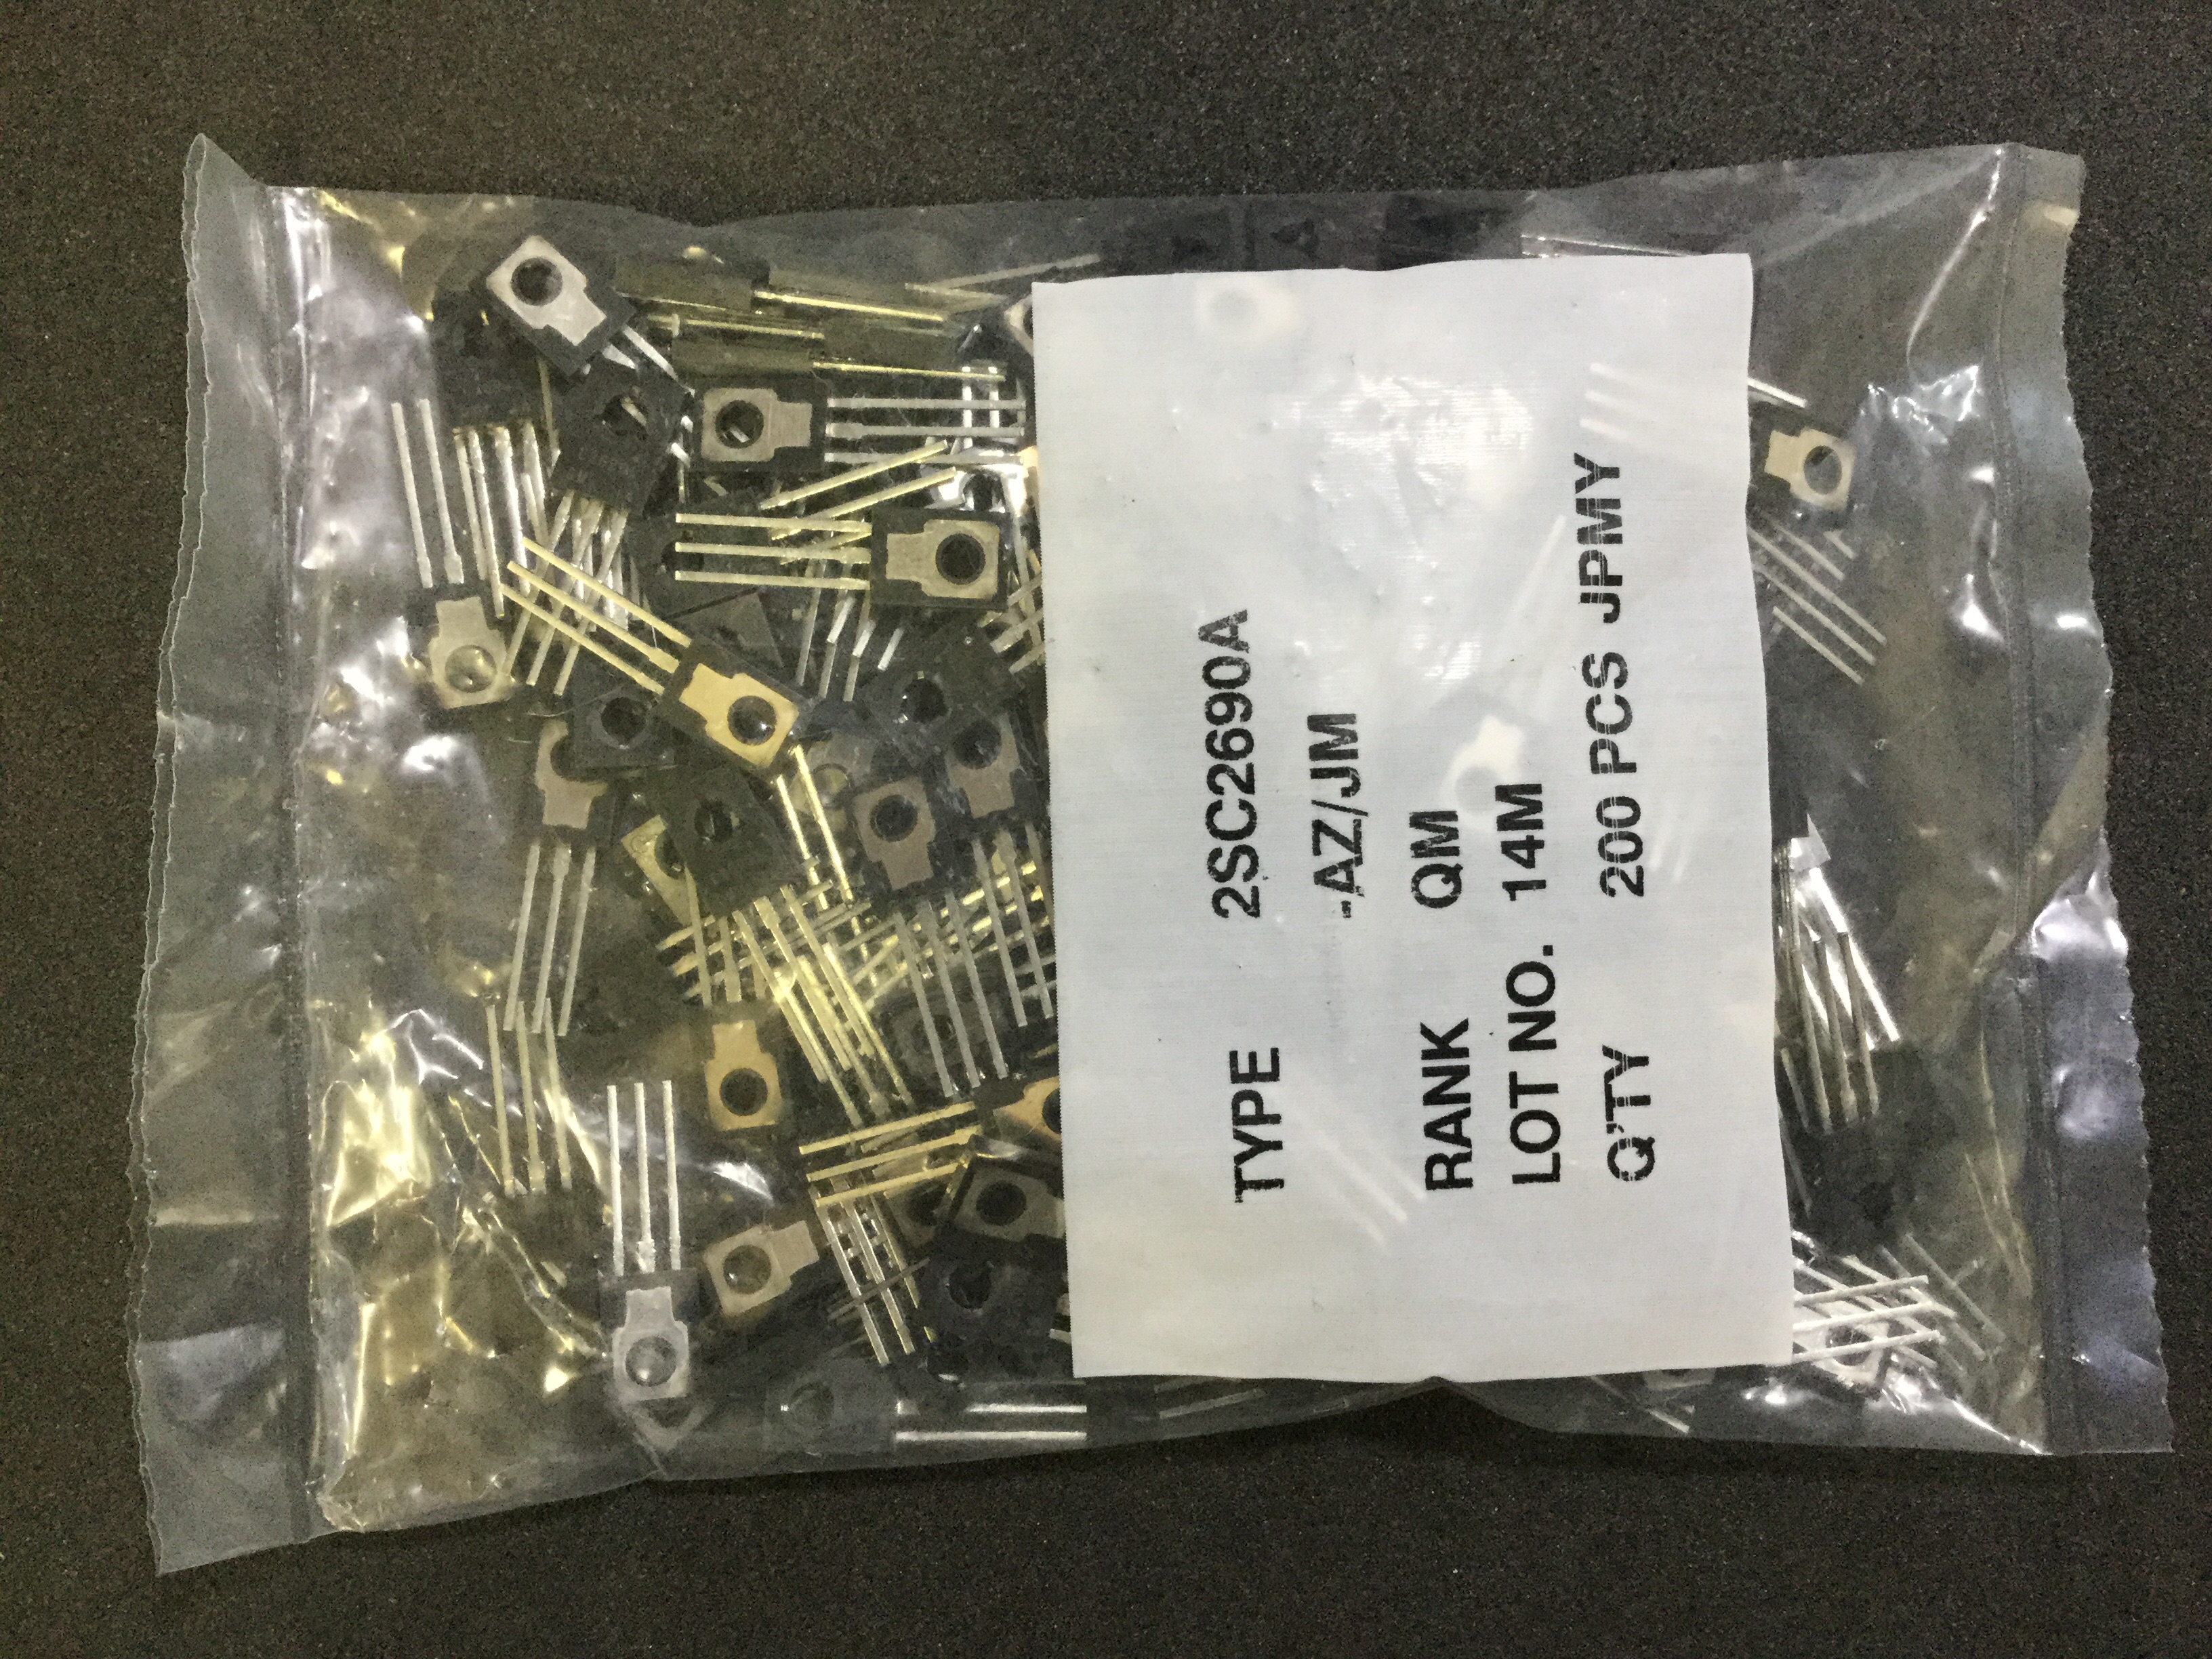 TYPE 2SC2690A
-AZ/JM
RANK QM
LOT NO. 14M
Q'TY 200 PCS JPMY